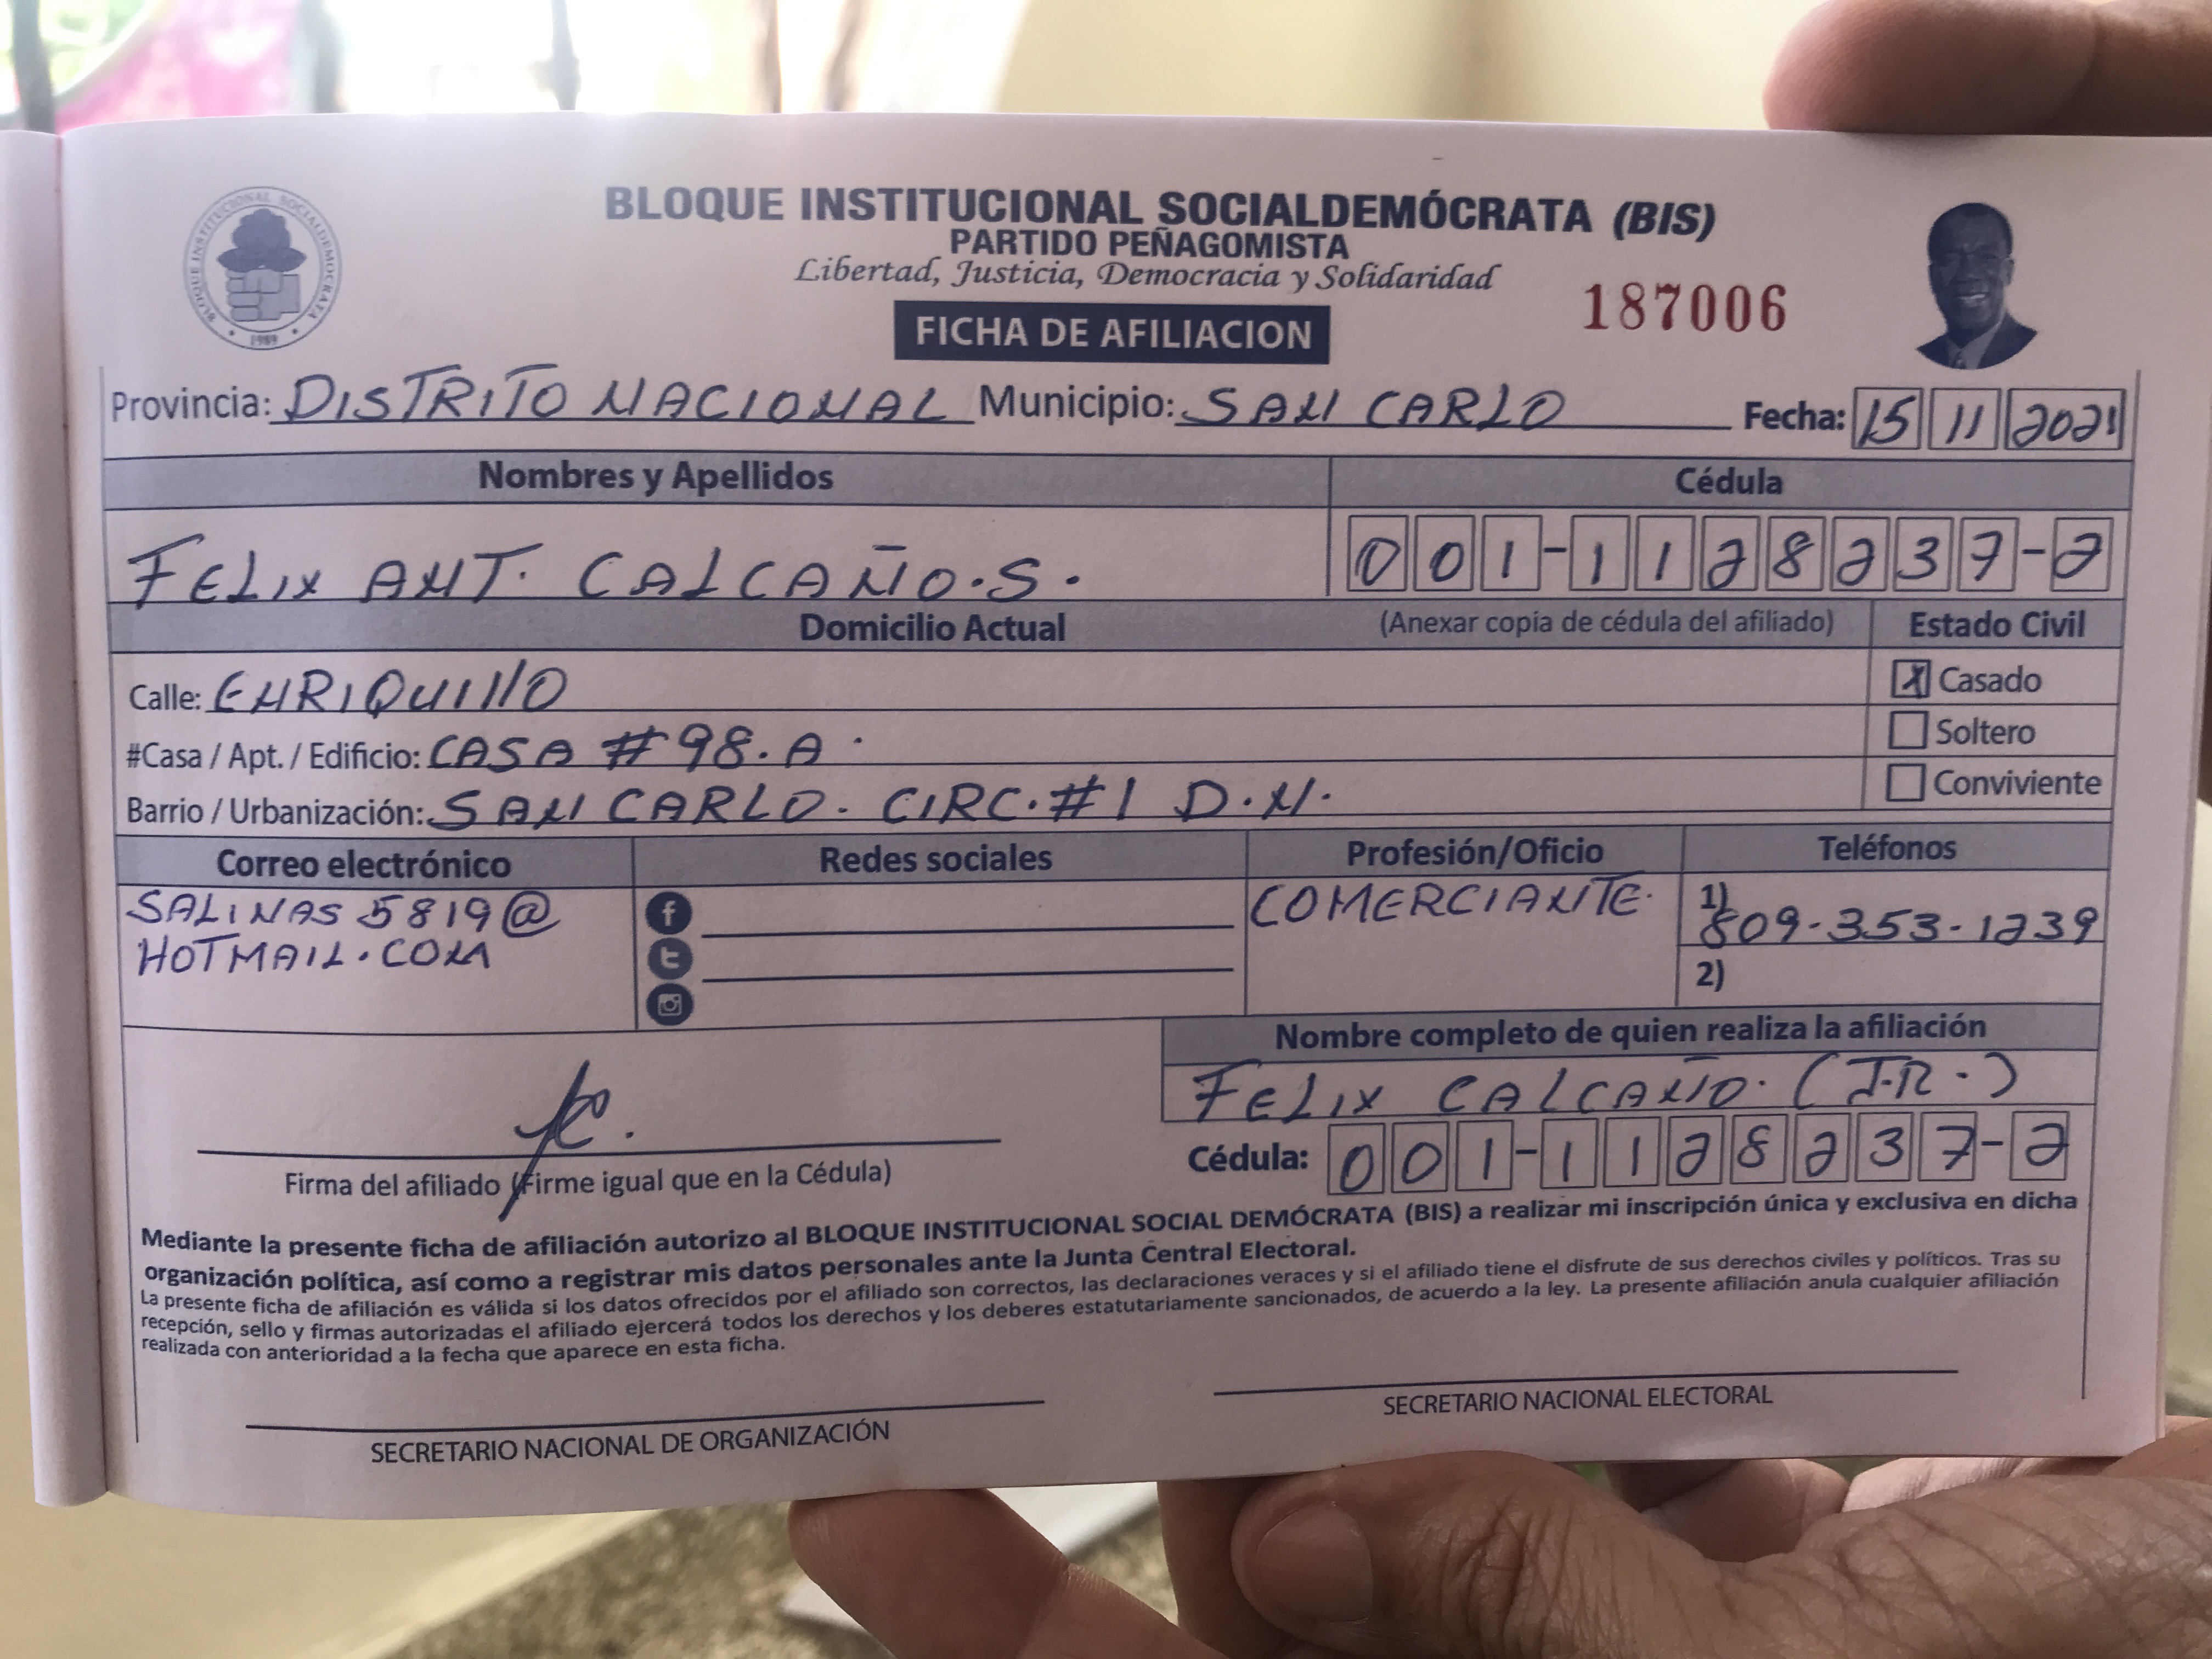 BLOQUE INSTITUCIONAL SOCIALDEMÓCRATA
1989
BLOQUE INSTITUCIONAL SOCIALDEMÓCRATA (BIS)
PARTIDO PEÑAGOMISTA
Libertad, Justicia, Democracia y Solidaridad
187006
FICHA DE AFILIACION
Provincia: DISTRITO NACIONAL Municipio: SAN CARLO Fecha: 15 11 2021
Nombres y Apellidos Cédula
FELIX ANT. CALCAÑO.S. 001-1128237-2
Domicilio Actual (Anexar copia de cédula del afiliado) Estado Civil
Calle: ENRIQUILLO X Casado
#Casa / Apt. / Edificio: CASA #98.A Soltero
Barrio / Urbanización: SAN CARLO. CIRC.#1 D.N. Conviviente
Correo electrónico Redes sociales Profesión/Oficio Teléfonos
SALINAS5819@ COMERCIANTE. 1) 809-353-1239
HOTMAIL.COM 2)
Nombre completo de quien realiza la afiliación
FELIX CALCAÑO. (J.R.)
Cédula: 001-1128237-2
Firma del afiliado (Firme igual que en la Cédula)
Mediante la presente ficha de afiliación autorizo al BLOQUE INSTITUCIONAL SOCIAL DEMÓCRATA (BIS) a realizar mi inscripción única y exclusiva en dicha
organización política, así como a registrar mis datos personales ante la Junta Central Electoral.
La presente ficha de afiliación es válida si los datos ofrecidos por el afiliado son correctos, las declaraciones veraces y si el afiliado tiene el disfrute de sus derechos civiles y políticos. Tras su
recepción, sello y firmas autorizadas el afiliado ejercerá todos los derechos y los deberes estatutariamente sancionados, de acuerdo a la ley. La presente afiliación anula cualquier afiliación
realizada con anterioridad a la fecha que aparece en esta ficha.
SECRETARIO NACIONAL DE ORGANIZACIÓN SECRETARIO NACIONAL ELECTORAL